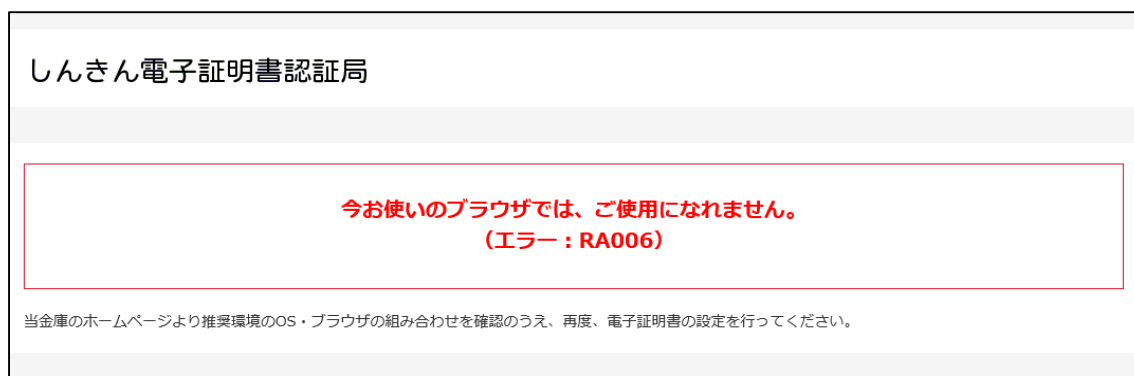 しんきん電子証明書認証局
今お使いのブラウザでは、ご使用になれません。
（エラー：RA006）
当金庫のホームページより推奨環境のOS・ブラウザの組み合わせを確認のうえ、再度、電子証明書の設定を行ってください。